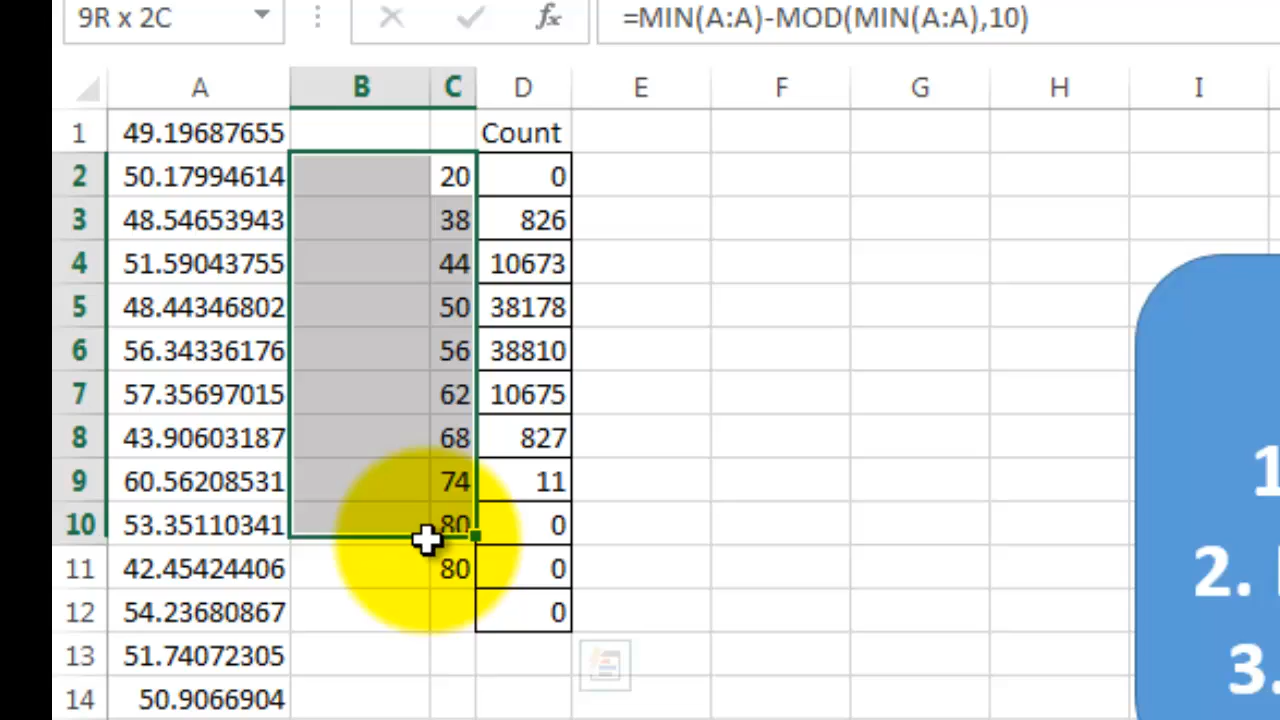 9R x 2C fx =MIN(A:A)-MOD(MIN(A:A),10)
A B C D E F G H I
1 49.19687655 Count
2 50.17994614 20 0
3 48.54653943 38 826
4 51.59043755 44 10673
5 48.44346802 50 38178
6 56.34336176 56 38810
7 57.35697015 62 10675
8 43.90603187 68 827
9 60.56208531 74 11
10 53.35110341 80 0
11 42.45424406 80 0
12 54.23680867 0
13 51.74072305
14 50.9066904
1
2.
3.